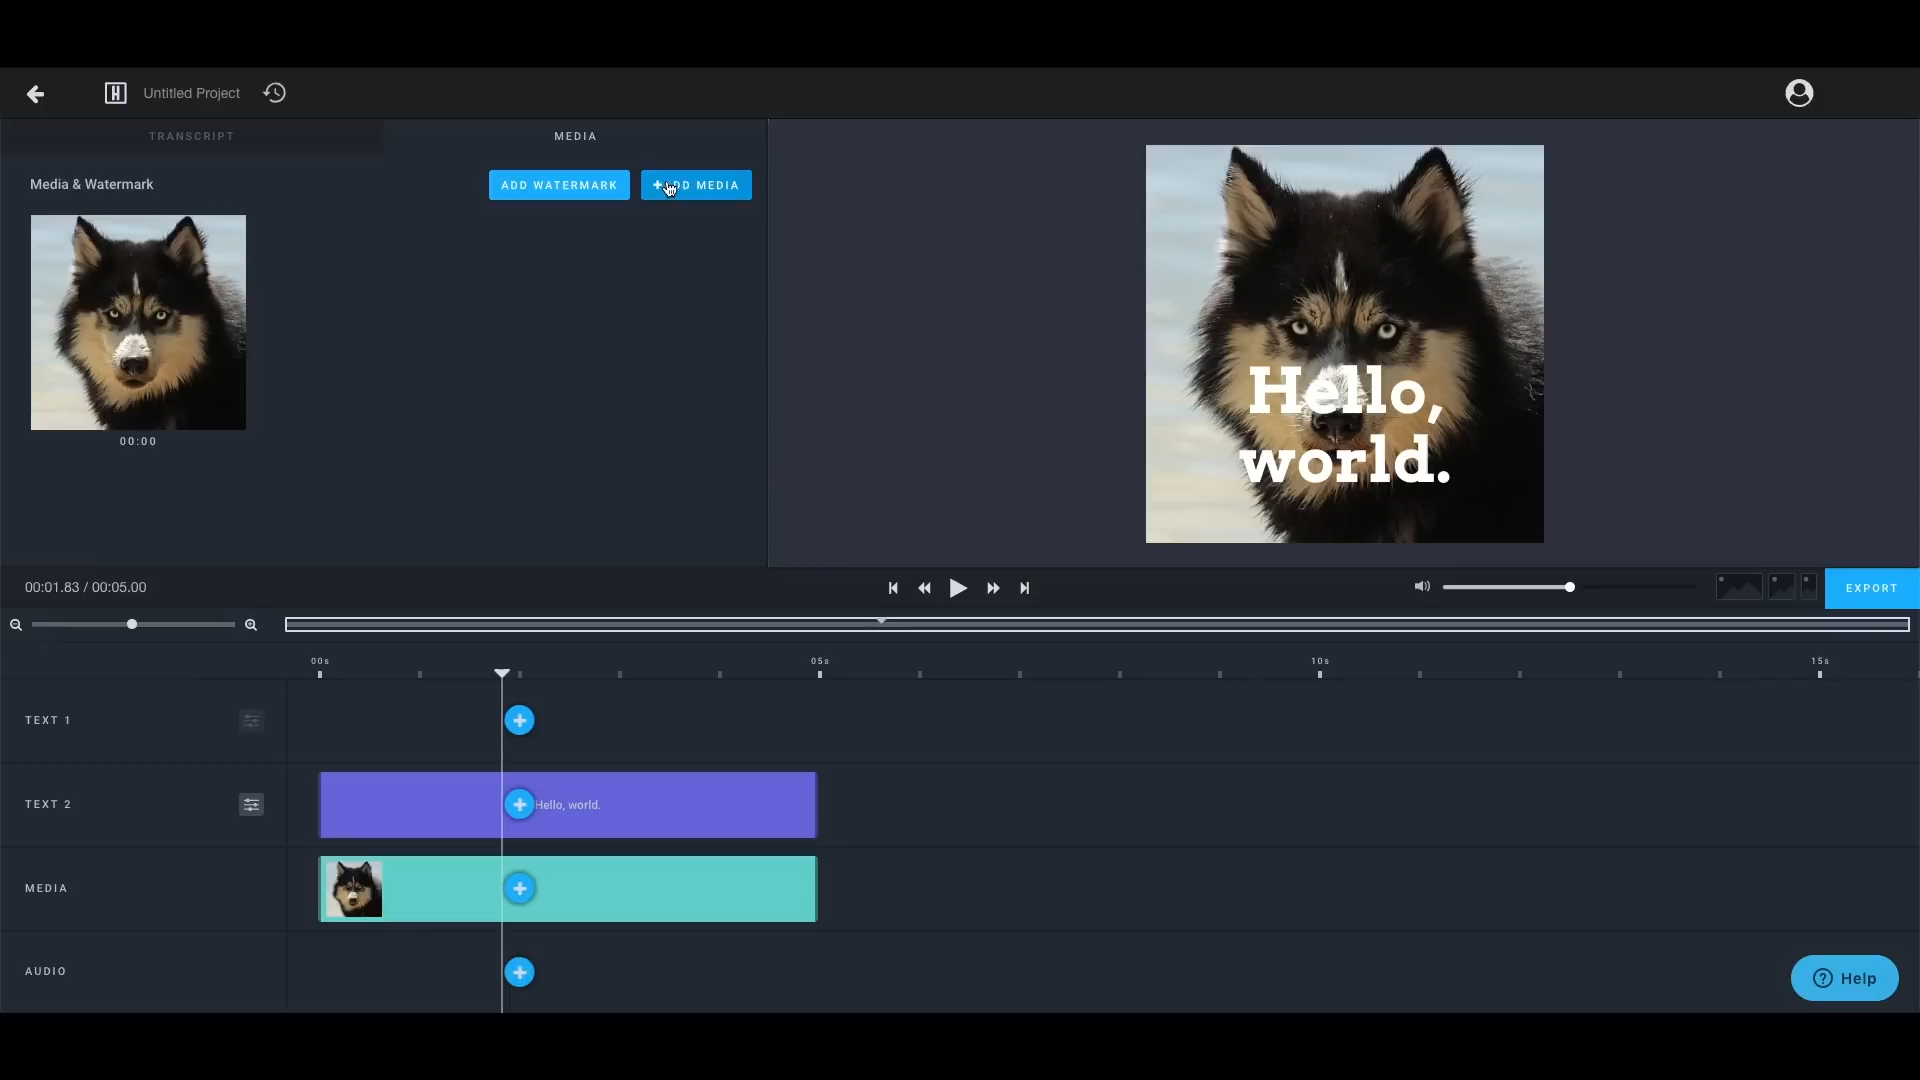 Untitled Project
TRANSCRIPT
MEDIA
Media & Watermark
ADD WATERMARK
MEDIA
00:00
Hello,
world.
00:01.83 / 00:05.00
EXPORT
00s
05s
10s
15s
TEXT 1
TEXT 2
Hello, world.
MEDIA
AUDIO
Help